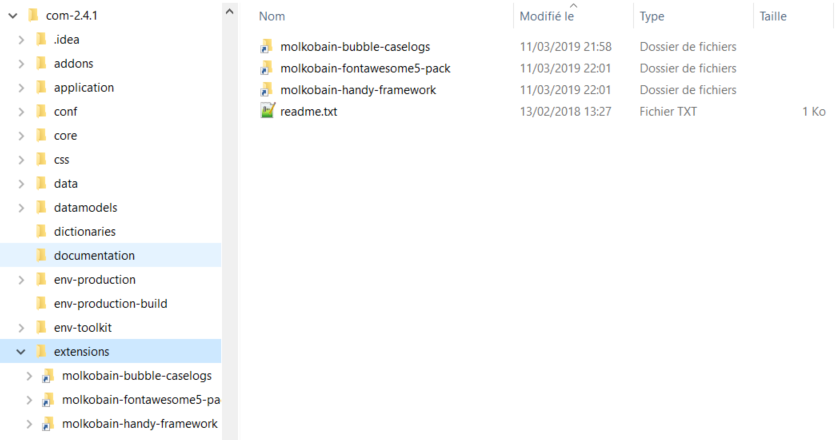 com-2.4.1
.idea
addons
application
conf
core
css
data
datamodels
dictionaries
documentation
env-production
env-production-build
env-toolkit
extensions
molkobain-bubble-caselogs
molkobain-fontawesome5-pa
molkobain-handy-framework
Nom Modifié le Type Taille
molkobain-bubble-caselogs 11/03/2019 21:58 Dossier de fichiers
molkobain-fontawesome5-pack 11/03/2019 22:01 Dossier de fichiers
molkobain-handy-framework 11/03/2019 22:01 Dossier de fichiers
readme.txt 13/02/2018 13:27 Fichier TXT 1 Ko